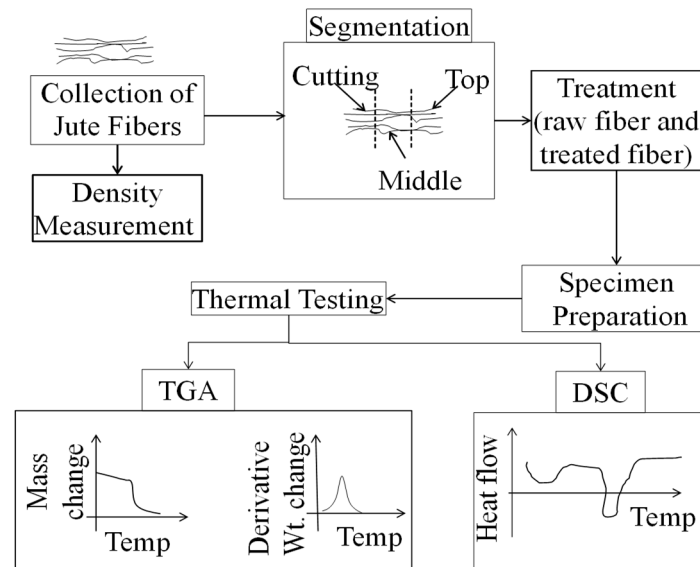 Segmentation
Collection of
Jute Fibers
Cutting
Top
Middle
Treatment
(raw fiber and
treated fiber)
Density
Measurement
Specimen
Preparation
Thermal Testing
TGA
DSC
Mass
change
Temp
Derivative
Wt. change
Temp
Heat flow
Temp